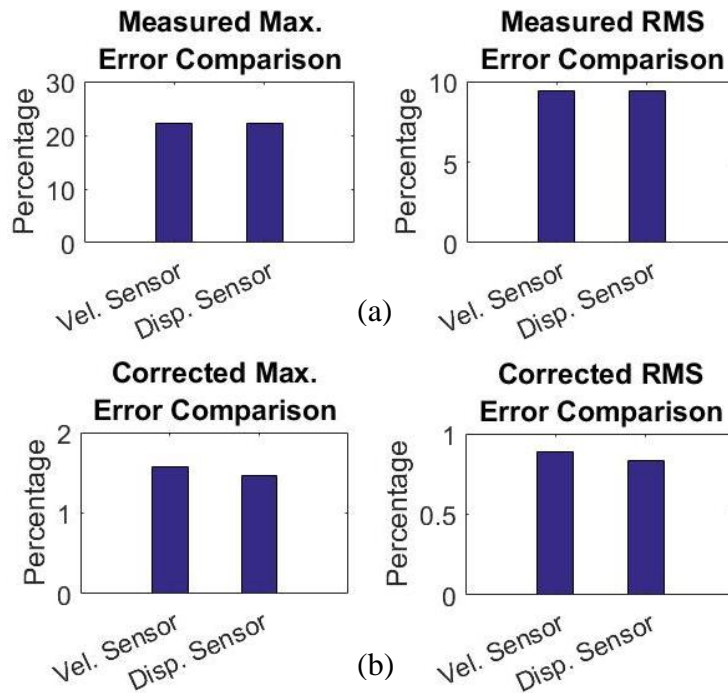 Measured Max.
Error Comparison
30
20
10
0
Percentage
Vel. Sensor
Disp. Sensor
Measured RMS
Error Comparison
10
5
0
Percentage
Vel. Sensor
Disp. Sensor
(a)
Corrected Max.
Error Comparison
2
1
0
Percentage
Vel. Sensor
Disp. Sensor
Corrected RMS
Error Comparison
1
0.5
0
Percentage
Vel. Sensor
Disp. Sensor
(b)